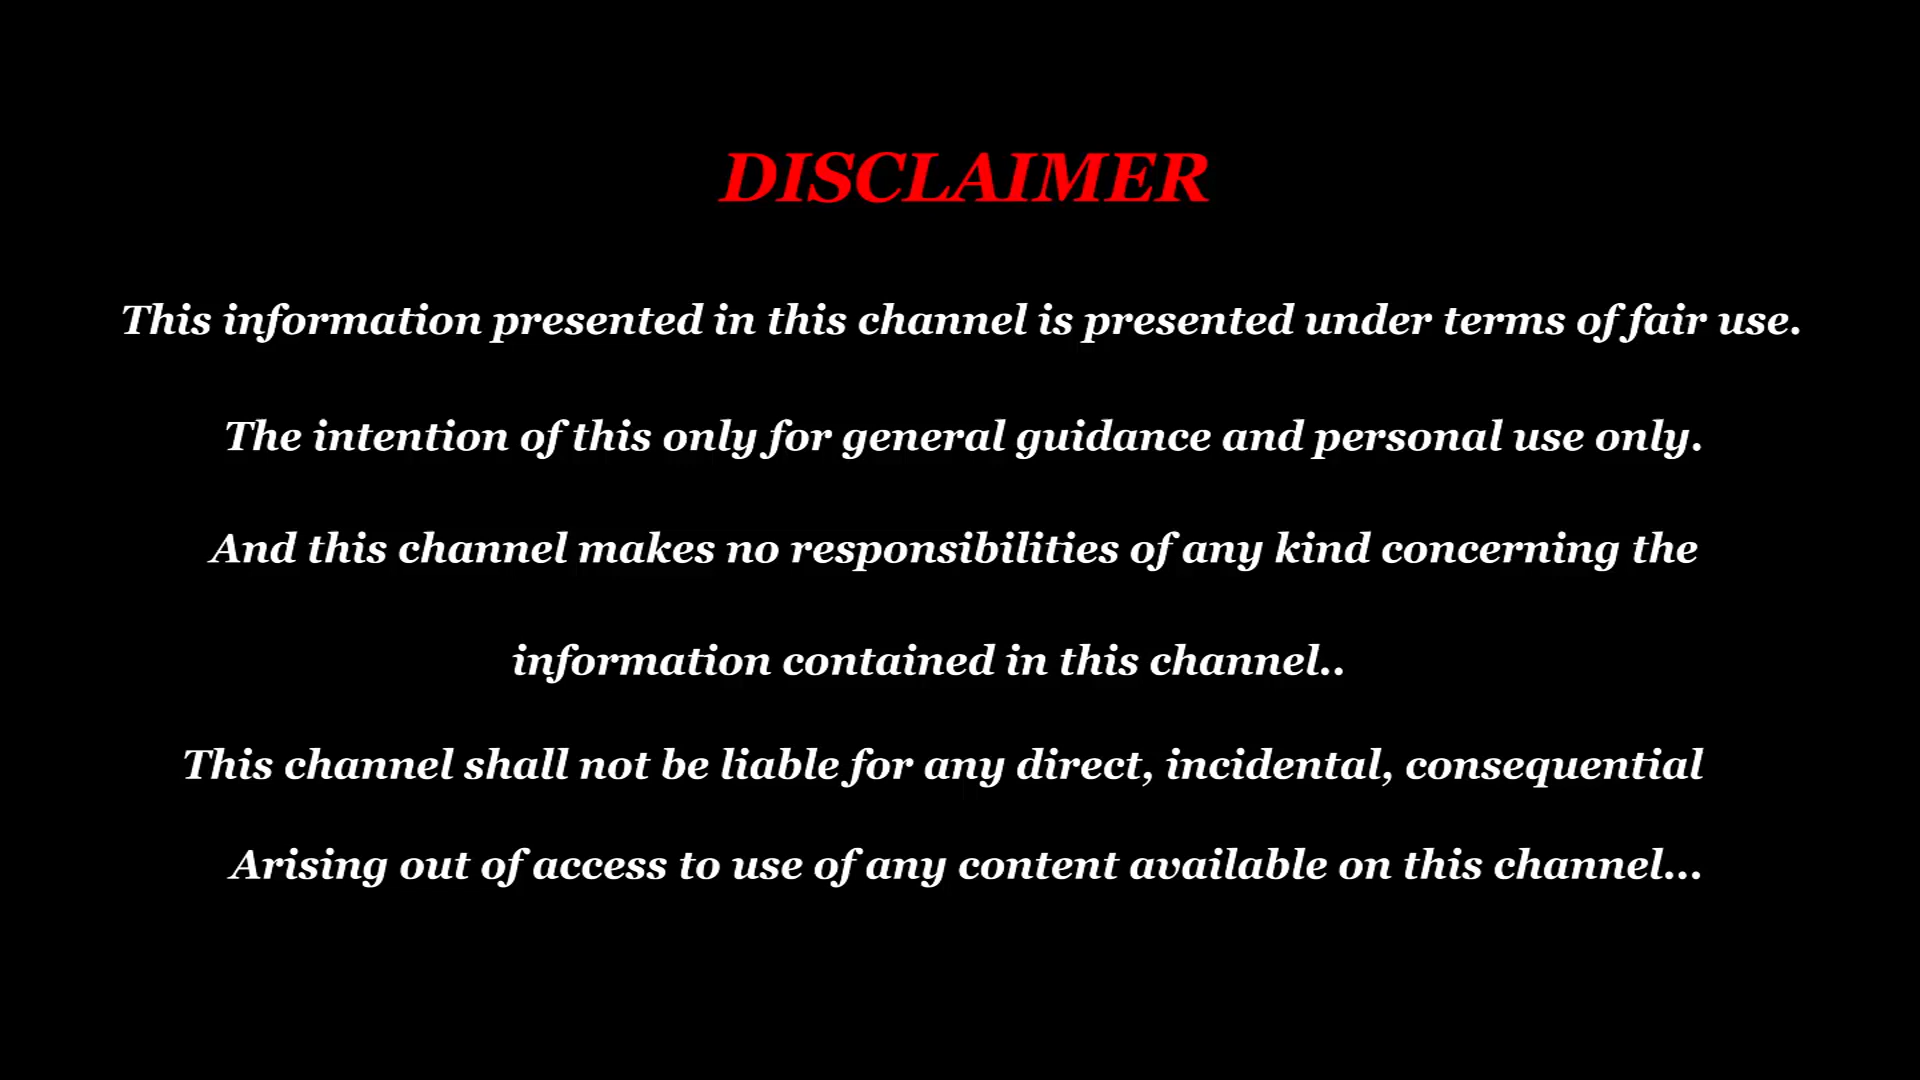 DISCLAIMER
This information presented in this channel is presented under terms of fair use.
The intention of this only for general guidance and personal use only.
And this channel makes no responsibilities of any kind concerning the
information contained in this channel..
This channel shall not be liable for any direct, incidental, consequential
Arising out of access to use of any content available on this channel...